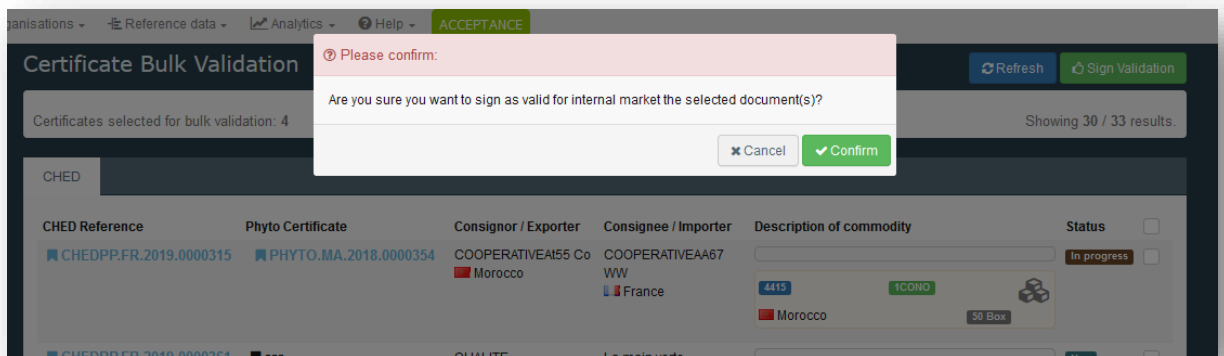 ganisations Reference data Analytics Help ACCEPTANCE
Certificate Bulk Validation
Please confirm:
Refresh Sign Validation
Are you sure you want to sign as valid for internal market the selected document(s)?
Certificates selected for bulk validation: 4
Showing 30 / 33 results.
Cancel Confirm
CHED
CHED Reference Phyto Certificate Consignor / Exporter Consignee / Importer Description of commodity Status
CHEDPP.FR.2019.0000315 PHYTO.MA.2018.0000354 COOPERATIVEAt55 Co COOPERATIVEAA67 In progress
Morocco WW
France
4415 1CONO
Morocco 50 Box